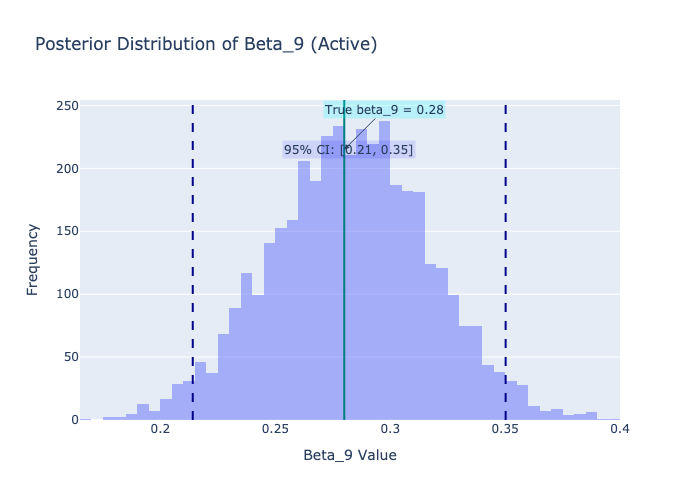 Posterior Distribution of Beta_9 (Active)
250
True beta_9 = 0.28
95% CI: [0.21, 0.35]
200
150
Frequency
100
50
0
0.2
0.25
0.3
0.35
0.4
Beta_9 Value